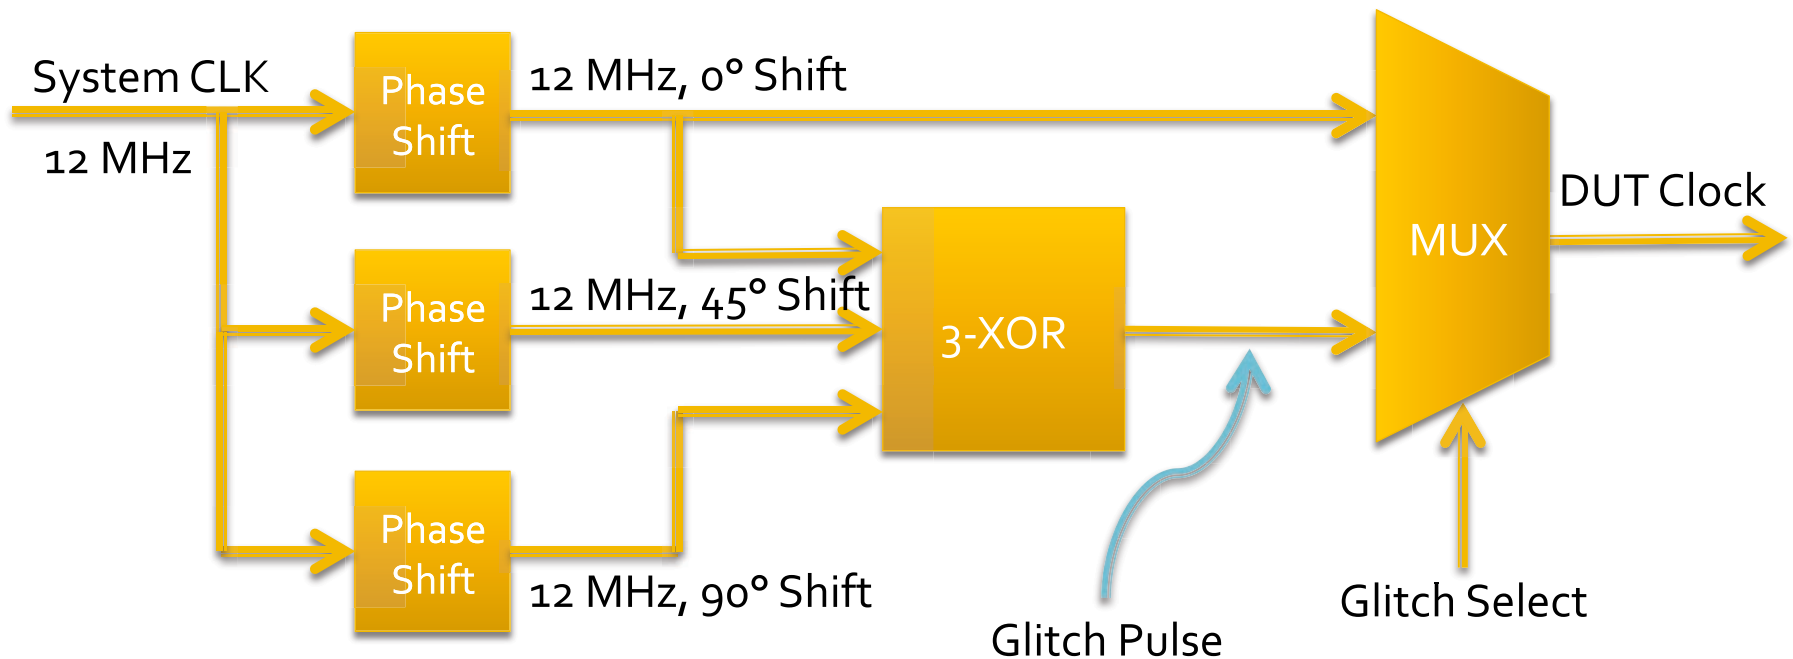 System CLK
12 MHz
Phase
Shift
12 MHz, 0° Shift
Phase
Shift
12 MHz, 45° Shift
Phase
Shift
12 MHz, 90° Shift
3-XOR
Glitch Pulse
MUX
Glitch Select
DUT Clock